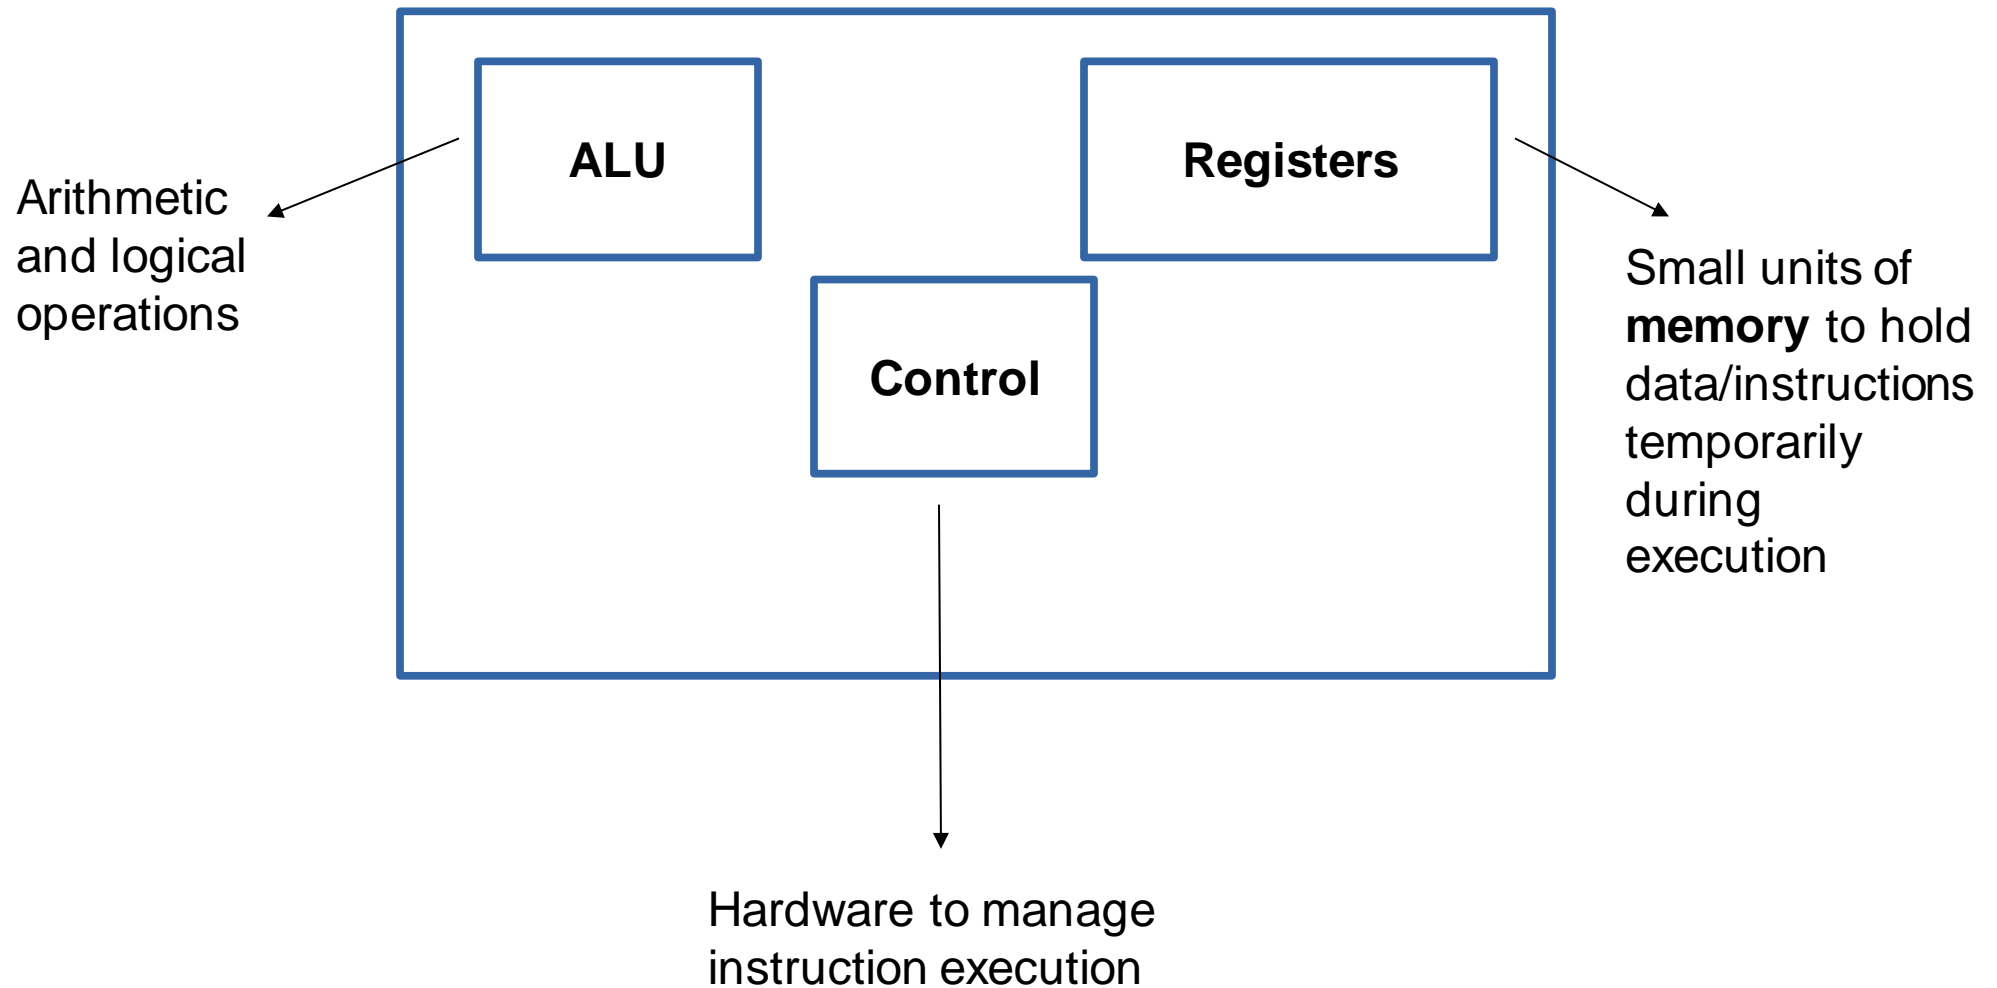 ALU
Registers
Control
Arithmetic
and logical
operations
Small units of
memory to hold
data/instructions
temporarily
during
execution
Hardware to manage
instruction execution